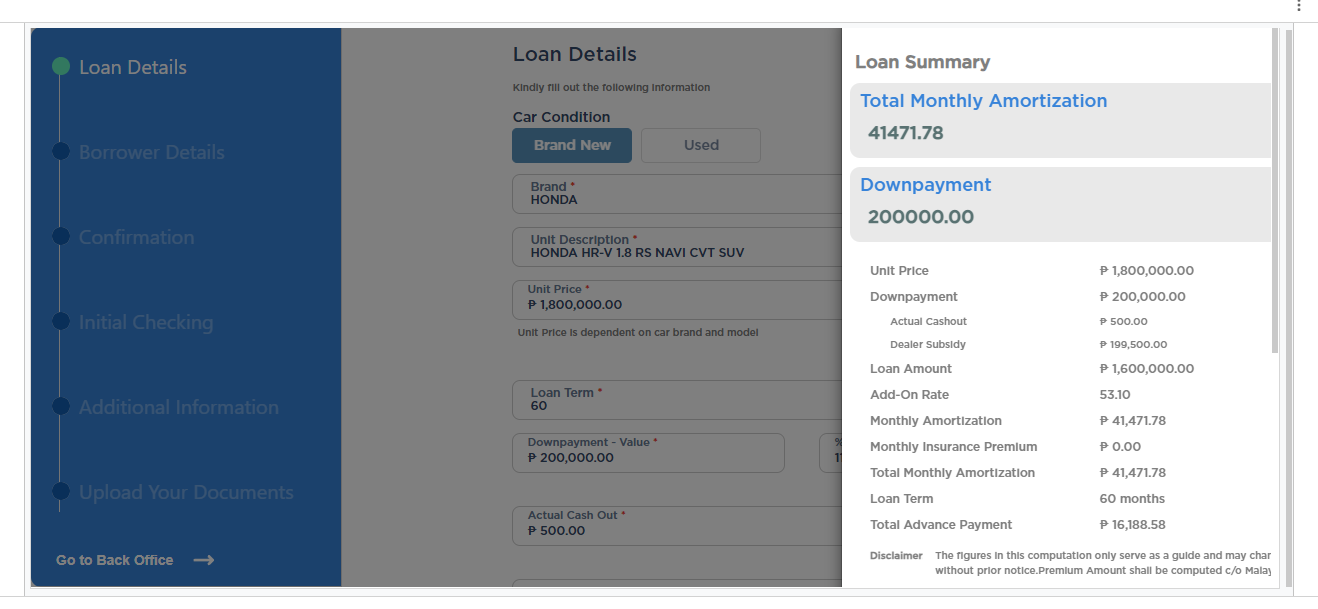 Loan Details
Borrower Details
Confirmation
Initial Checking
Additional Information
Upload Your Documents
Go to Back Office
Loan Details
Kindly fill out the following information
Car Condition
Brand New
Used
Brand *
HONDA
Unit Description *
HONDA HR-V 1.8 RS NAVI CVT SUV
Unit Price *
₱ 1,800,000.00
Unit Price is dependent on car brand and model
Loan Term *
60
Downpayment - Value *
₱ 200,000.00
%
Actual Cash Out *
₱ 500.00
Loan Summary
Total Monthly Amortization
41471.78
Downpayment
200000.00
Unit Price ₱ 1,800,000.00
Downpayment ₱ 200,000.00
Actual Cashout ₱ 500.00
Dealer Subsidy ₱ 199,500.00
Loan Amount ₱ 1,600,000.00
Add-On Rate 53.10
Monthly Amortization ₱ 41,471.78
Monthly Insurance Premium ₱ 0.00
Total Monthly Amortization ₱ 41,471.78
Loan Term 60 months
Total Advance Payment ₱ 16,188.58
Disclaimer The figures in this computation only serve as a guide and may char
without prior notice.Premium Amount shall be computed c/o Malay